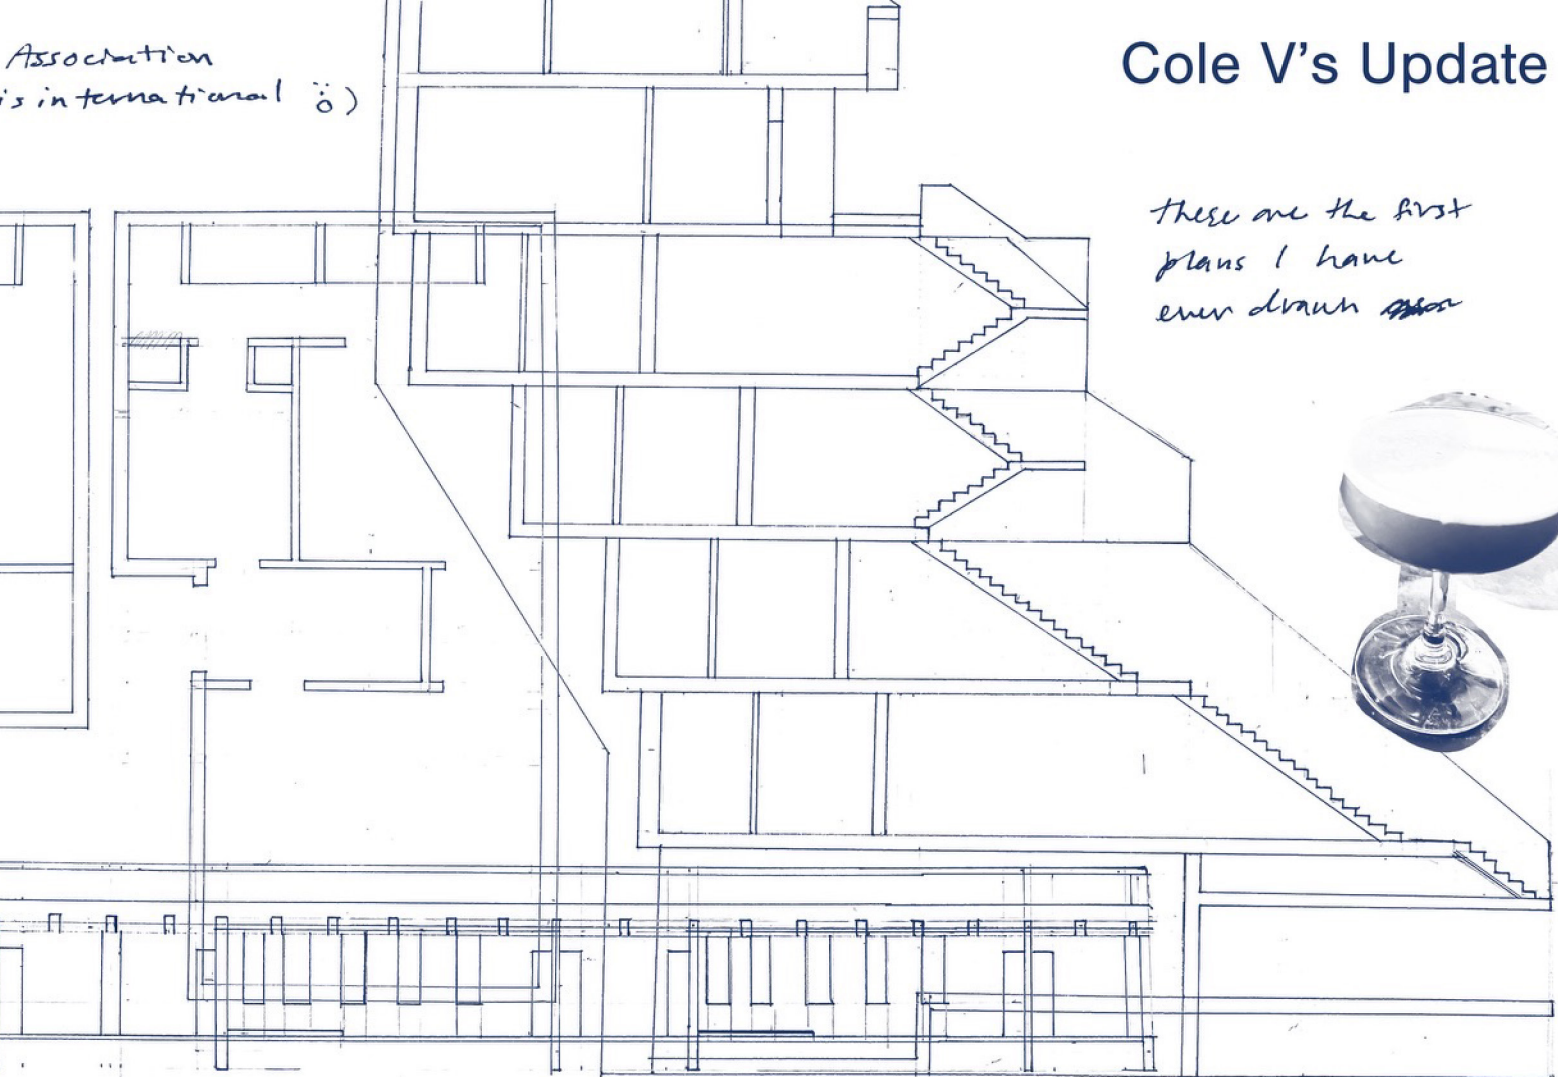 Association
is international :o)
Cole V's Update
these are the first
plans I have
ever drawn